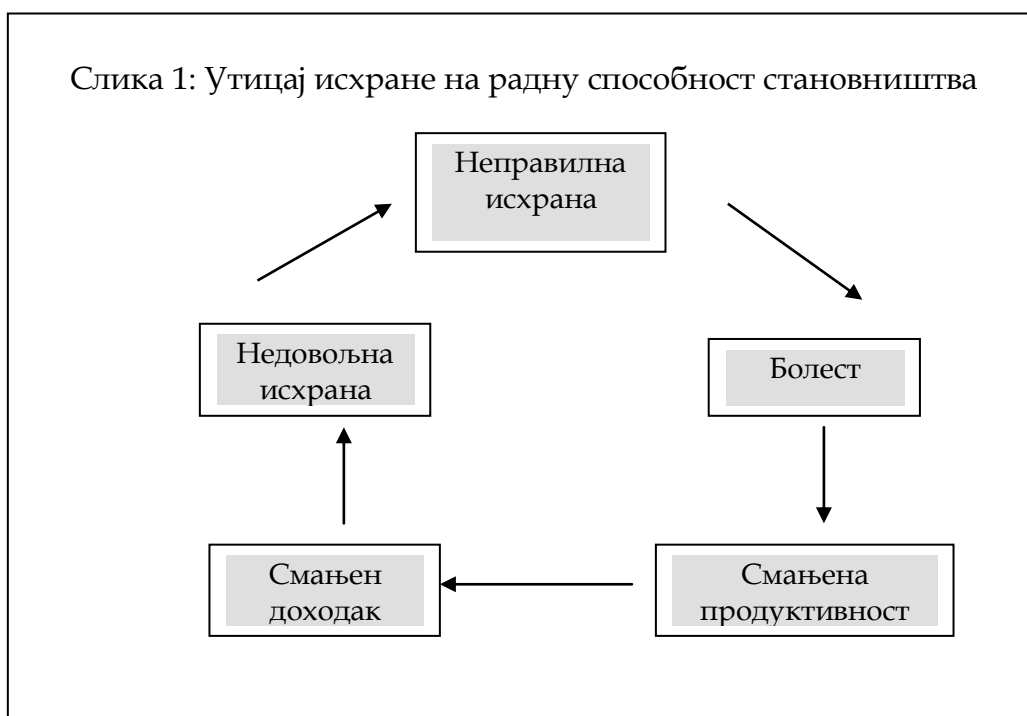 Слика 1: Утицај исхране на радну способност становништва
Неправилна
исхрана
Недовољна
исхрана
Болест
Смањен
доходак
Смањена
продуктивност